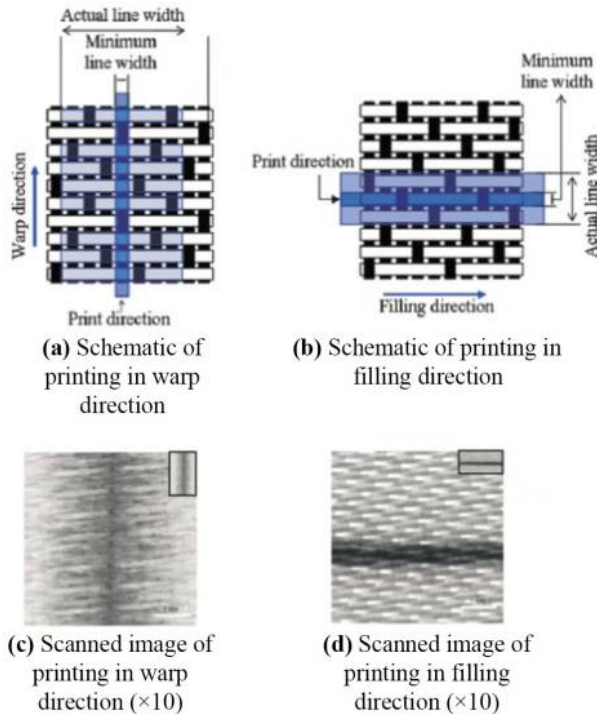 Actual line width
Minimum
line width
Warp direction
Print direction
(a) Schematic of
printing in warp
direction
Minimum
line width
Print direction
Actual line width
Filling direction
(b) Schematic of printing in
filling direction
(c) Scanned image of
printing in warp
direction (×10)
(d) Scanned image of
printing in filling
direction (×10)